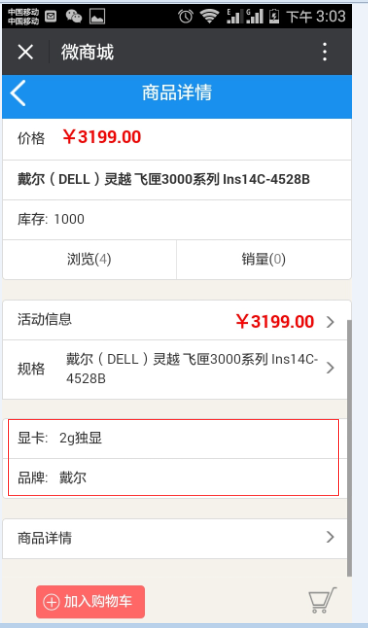 中国移动
中国移动
下午 3:03
微商城
商品详情
价格 ￥3199.00
戴尔（DELL）灵越 飞匣3000系列 Ins14C-4528B
库存: 1000
浏览(4) 销量(0)
活动信息 ￥3199.00
规格 戴尔（DELL）灵越 飞匣3000系列 Ins14C-
4528B
显卡: 2g独显
品牌: 戴尔
商品详情
加入购物车